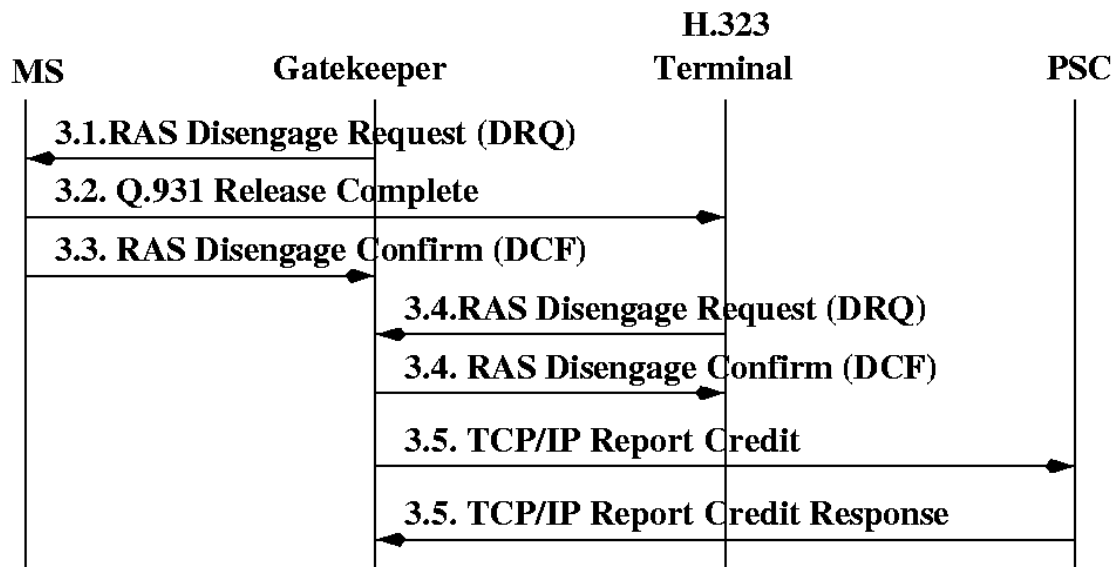 H.323
MS Gatekeeper Terminal PSC
3.1.RAS Disengage Request (DRQ)
3.2. Q.931 Release Complete
3.3. RAS Disengage Confirm (DCF)
3.4.RAS Disengage Request (DRQ)
3.4. RAS Disengage Confirm (DCF)
3.5. TCP/IP Report Credit
3.5. TCP/IP Report Credit Response